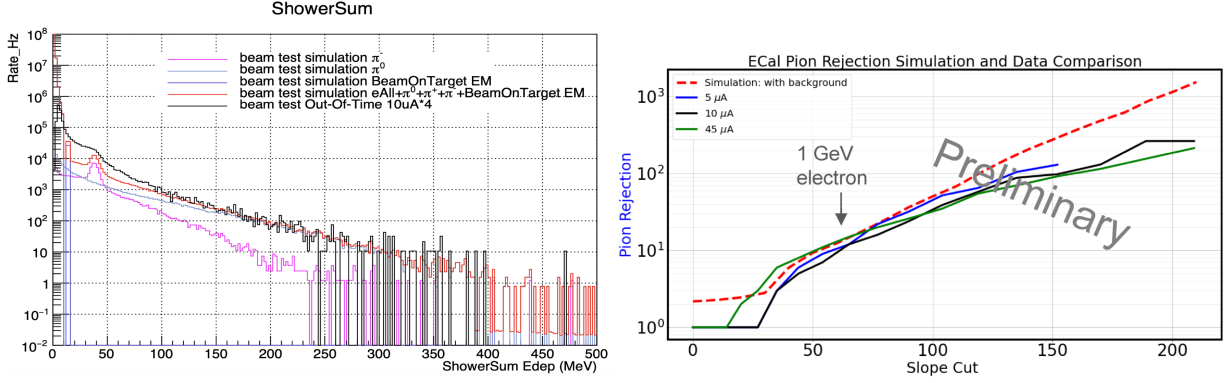 ShowerSum
Rate_Hz
10⁸
10⁷
10⁶
10⁵
10⁴
10³
10²
10
1
10⁻¹
10⁻²
beam test simulation π⁻
beam test simulation π⁰
beam test simulation BeamOnTarget EM
beam test simulation eAll+π⁰+π⁺+π⁻+BeamOnTarget EM
beam test Out-Of-Time 10uA*4
0 50 100 150 200 250 300 350 400 450 500
ShowerSum Edep (MeV)
ECal Pion Rejection Simulation and Data Comparison
Pion Rejection
10³
10²
10¹
10⁰
Simulation: with background
5 μA
10 μA
45 μA
1 GeV
electron
Preliminary
0 50 100 150 200
Slope Cut